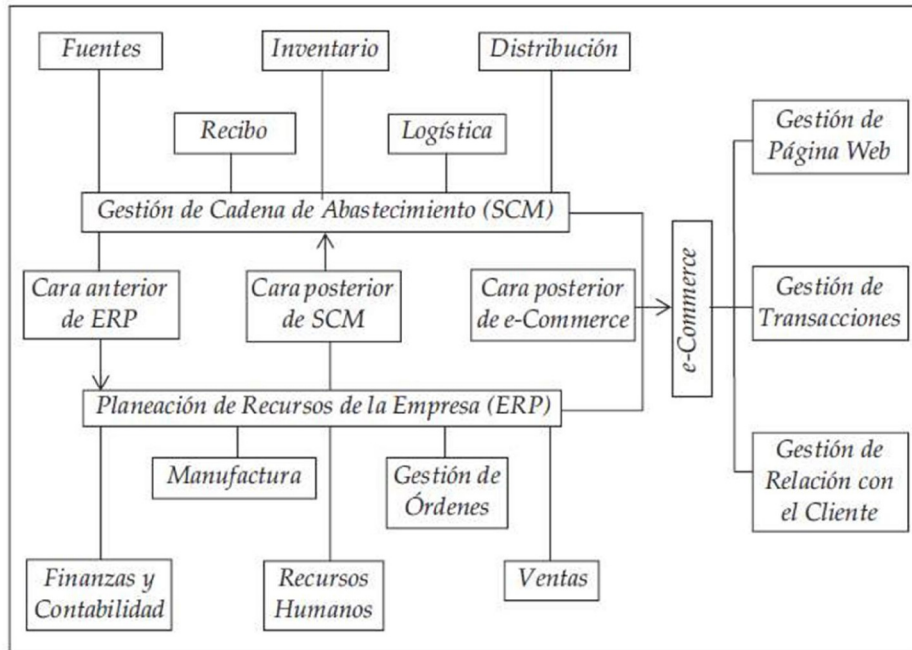 Fuentes
Inventario
Distribución
Recibo
Logística
Gestión de
Página Web
Gestión de Cadena de Abastecimiento (SCM)
Cara anterior
de ERP
Cara posterior
de SCM
Cara posterior
de e-Commerce
e-Commerce
Gestión de
Transacciones
Planeación de Recursos de la Empresa (ERP)
Manufactura
Gestión de
Órdenes
Gestión de
Relación con
el Cliente
Finanzas y
Contabilidad
Recursos
Humanos
Ventas